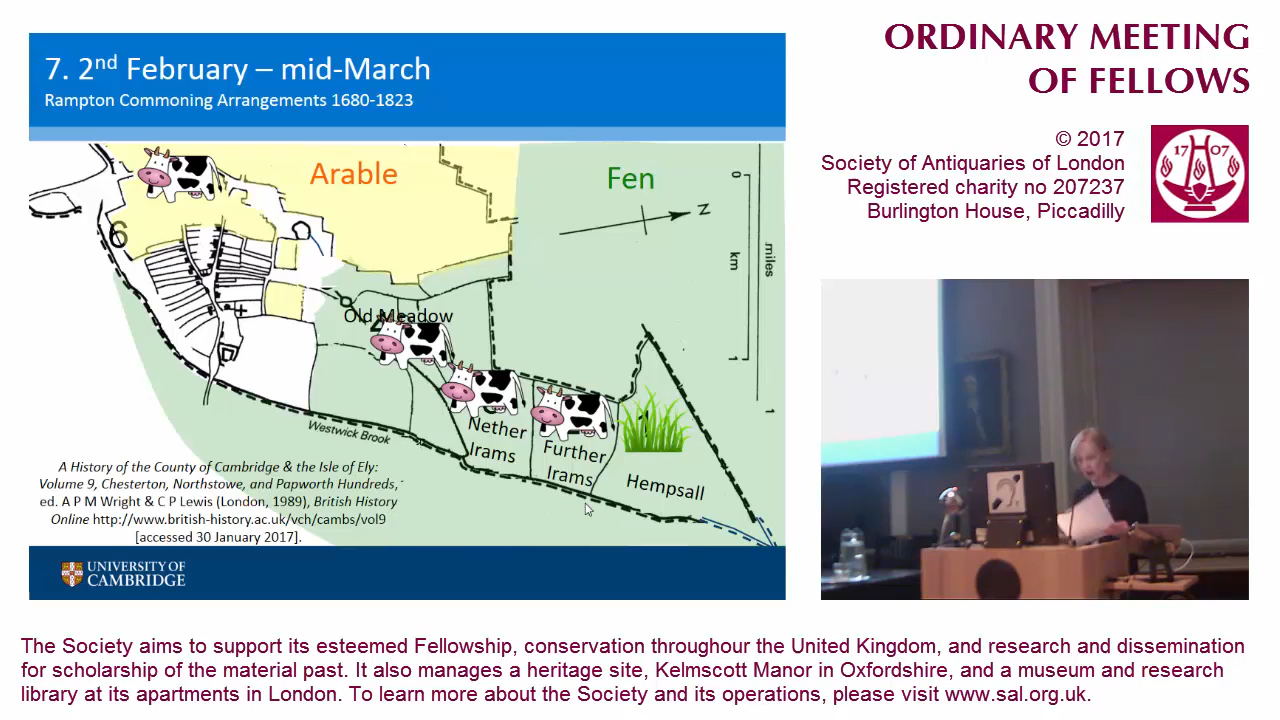 7. 2nd February – mid-March
Rampton Commoning Arrangements 1680-1823
Arable
Fen
N
0
miles
km
1
1
6
Old Meadow
Nether
Irams
Further
Irams
Hempsall
Westwick Brook
A History of the County of Cambridge & the Isle of Ely:
Volume 9, Chesterton, Northstowe, and Papworth Hundreds,
ed. A P M Wright & C P Lewis (London, 1989), British History
Online http://www.british-history.ac.uk/vch/cambs/vol9
[accessed 30 January 2017].
UNIVERSITY OF
CAMBRIDGE
ORDINARY MEETING
OF FELLOWS
© 2017
Society of Antiquaries of London
Registered charity no 207237
Burlington House, Piccadilly
17 07
The Society aims to support its esteemed Fellowship, conservation throughour the United Kingdom, and research and dissemination
for scholarship of the material past. It also manages a heritage site, Kelmscott Manor in Oxfordshire, and a museum and research
library at its apartments in London. To learn more about the Society and its operations, please visit www.sal.org.uk.